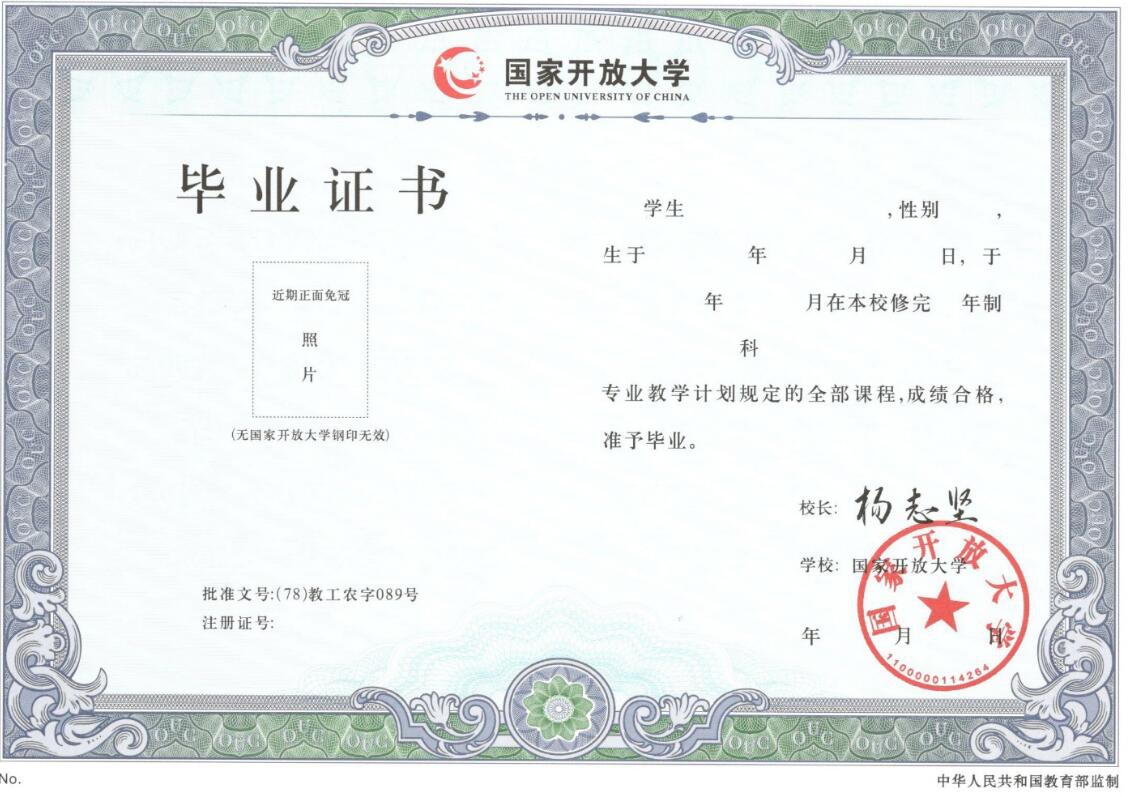 国家开放大学
THE OPEN UNIVERSITY OF CHINA
毕业证书
近期正面免冠
照
片
(无国家开放大学钢印无效)
批准文号:(78)教工农字089号
注册证号:
学生 ,性别 ,
生于 年 月 日, 于
年 月在本校修完 年制
科
专业教学计划规定的全部课程,成绩合格,
准予毕业。
校长: 杨志坚
学校: 国家开放大学
年 月 日
国家开放大学
1100000114264
No.
中华人民共和国教育部监制
OUC